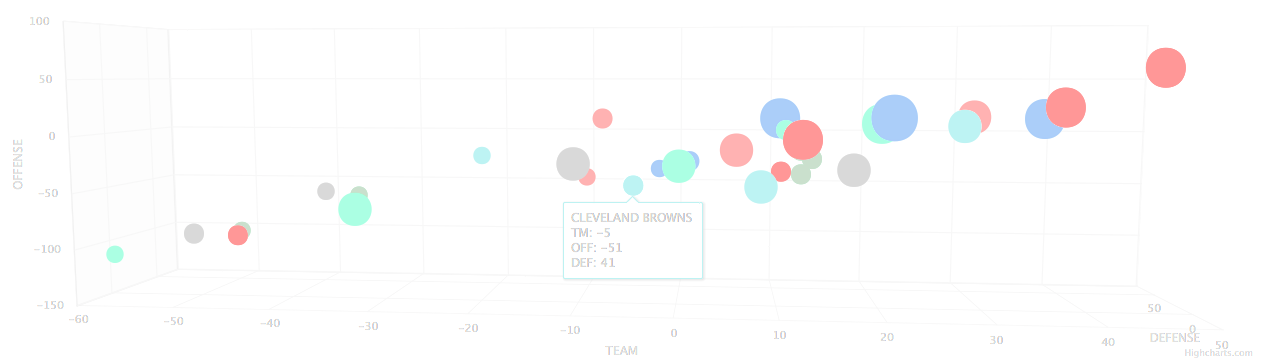 100
50
0
−50
−100
−150
OFFENSE
CLEVELAND BROWNS
TM: −5
OFF: −51
DEF: 41
−60
−50
−40
−30
−20
−10
0
10
20
30
40
50
TEAM
50
0
DEFENSE
Highcharts.com